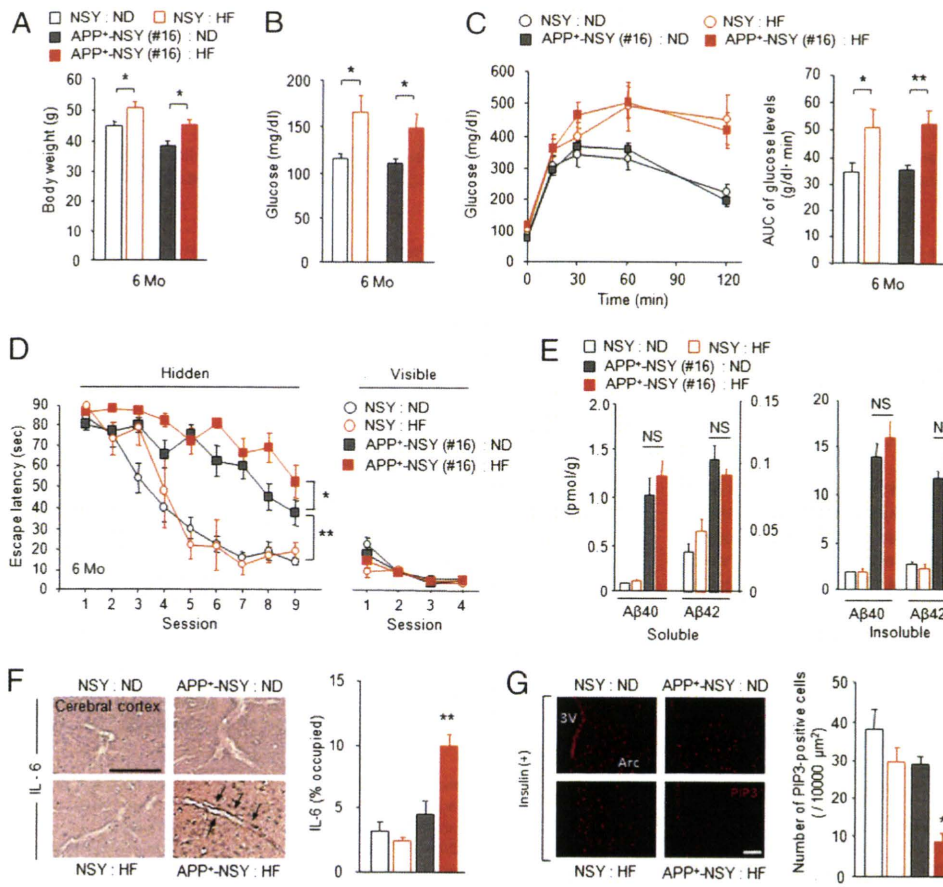 A
NSY : ND NSY : HF
APP+-NSY (#16) : ND
APP+-NSY (#16) : HF
Body weight (g)
60
50
40
30
20
10
0
* *
6 Mo
B
Glucose (mg/dl)
200
150
100
50
0
* *
6 Mo
C
NSY : ND NSY : HF
APP+-NSY (#16) : ND APP+-NSY (#16) : HF
Glucose (mg/dl)
600
500
400
300
200
100
0
0 30 60 90 120
Time (min)
AUC of glucose levels
(g/dl· min)
70
60
50
40
30
20
10
0
* **
6 Mo
D
Hidden Visible
Escape latency (sec)
90
80
70
60
50
40
30
20
10
0
6 Mo
*
**
1 2 3 4 5 6 7 8 9
Session
NSY : ND
NSY : HF
APP+-NSY (#16) : ND
APP+-NSY (#16) : HF
1 2 3 4
Session
E
NSY : ND NSY : HF
APP+-NSY (#16) : ND
APP+-NSY (#16) : HF
(pmol/g)
2.0
1.5
1.0
0.5
0
NS NS
0.15
0.1
0.05
0
Aβ40 Aβ42
Soluble
20
15
10
5
0
NS N
Aβ40 Aβ42
Insoluble
F
NSY : ND APP+-NSY : ND
IL - 6
Cerebral cortex
NSY : HF APP+-NSY : HF
IL-6 (% occupied)
15
10
5
0
**
G
NSY : ND APP+-NSY : ND
Insulin (+)
3V
Arc
PIP3
NSY : HF APP+-NSY : HF
Number of PIP3-positive cells
(/ 10000 μm²)
50
40
30
20
10
0
*